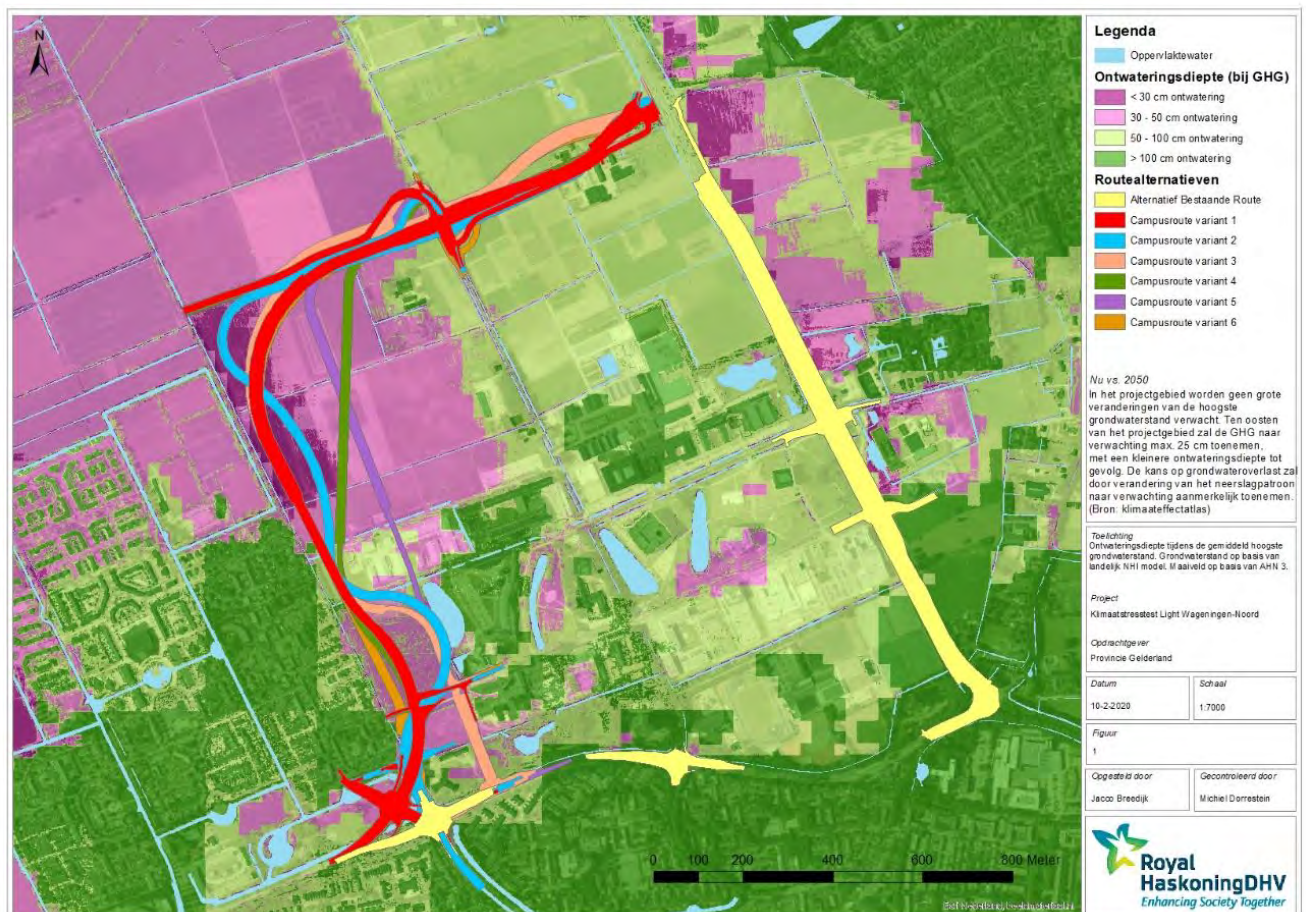 N
Legenda
Oppervlaktewater
Ontwateringsdiepte (bij GHG)
< 30 cm ontwatering
30 - 50 cm ontwatering
50 - 100 cm ontwatering
> 100 cm ontwatering
Routealternatieven
Alternatief Bestaande Route
Campusroute variant 1
Campusroute variant 2
Campusroute variant 3
Campusroute variant 4
Campusroute variant 5
Campusroute variant 6
Nu vs. 2050
In het projectgebied worden geen grote
veranderingen van de hoogste
grondwaterstand verwacht. Ten oosten
van het projectgebied zal de GHG naar
verwachting max. 25 cm toenemen,
met een kleinere ontwateringsdiepte tot
gevolg. De kans op grondwateroverlast zal
door verandering van het neerslagpatroon
naar verwachting aanmerkelijk toenemen.
(Bron: klimaateffectatlas)
Toelichting
Ontwateringsdiepte tijdens de gemiddeld hoogste
grondwaterstand. Grondwaterstand op basis van
landelijk NHI model. Maaiveld op basis van AHN 3.
Project
Klimaatstresstest Light Wageningen-Noord
Opdrachtgever
Provincie Gelderland
Datum
10-2-2020
Schaal
1:7000
Figuur
1
Opgesteld door
Jacco Breedijk
Gecontroleerd door
Michiel Dorrestein
0 100 200 400 600 800 Meter
Royal
HaskoningDHV
Enhancing Society Together